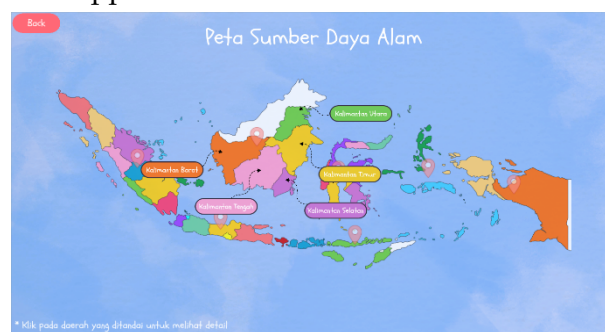 Back
Peta Sumber Daya Alam
Kalimantan Utara
Kalimantan Barat
Kalimantan Timur
Kalimantan Tengah
Kalimantan Selatan
* Klik pada daerah yang ditandai untuk melihat detail